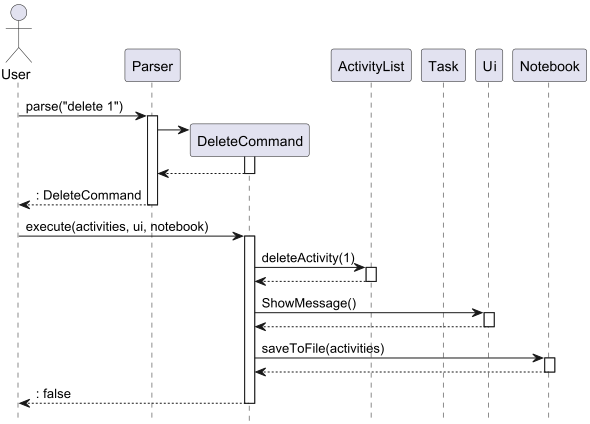 User
Parser
ActivityList
Task
Ui
Notebook
parse("delete 1")
DeleteCommand
: DeleteCommand
execute(activities, ui, notebook)
deleteActivity(1)
ShowMessage()
saveToFile(activities)
: false